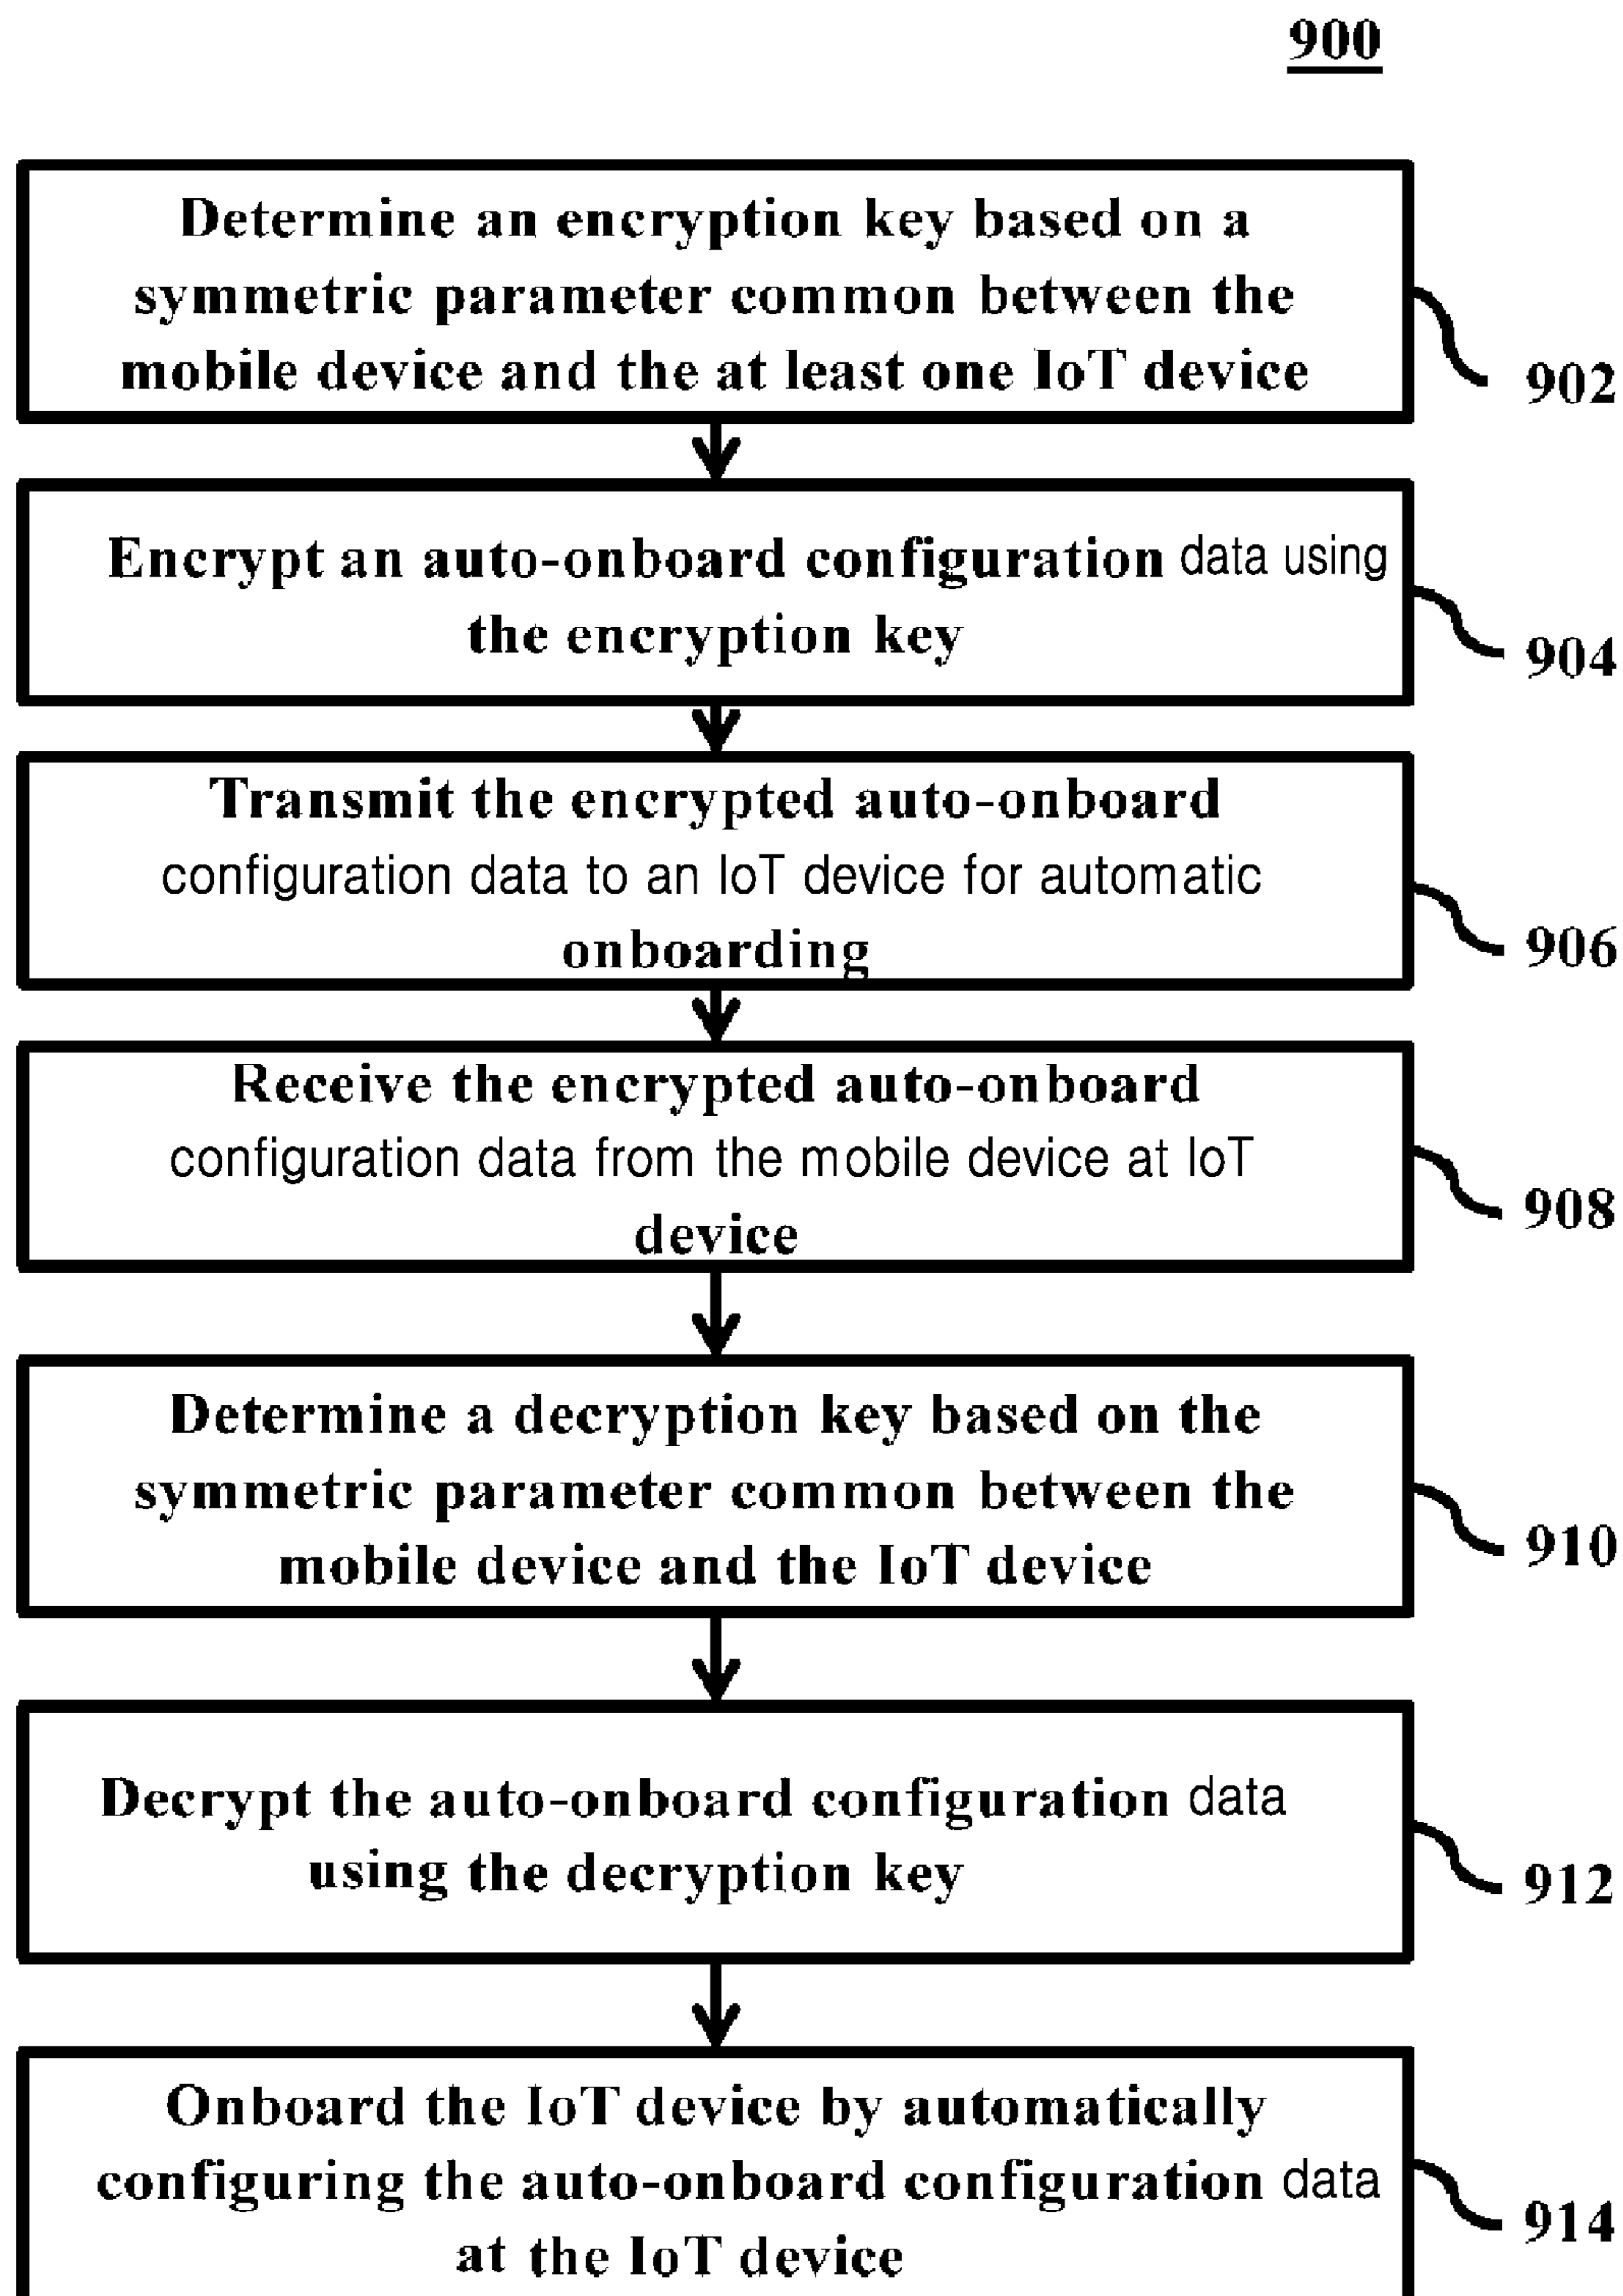 900
Determine an encryption key based on a
symmetric parameter common between the
mobile device and the at least one IoT device
902
Encrypt an auto-onboard configuration data using
the encryption key
904
Transmit the encrypted auto-onboard
configuration data to an IoT device for automatic
onboarding
906
Receive the encrypted auto-onboard
configuration data from the mobile device at IoT
device
908
Determine a decryption key based on the
symmetric parameter common between the
mobile device and the IoT device
910
Decrypt the auto-onboard configuration data
using the decryption key
912
Onboard the IoT device by automatically
configuring the auto-onboard configuration data
at the IoT device
914